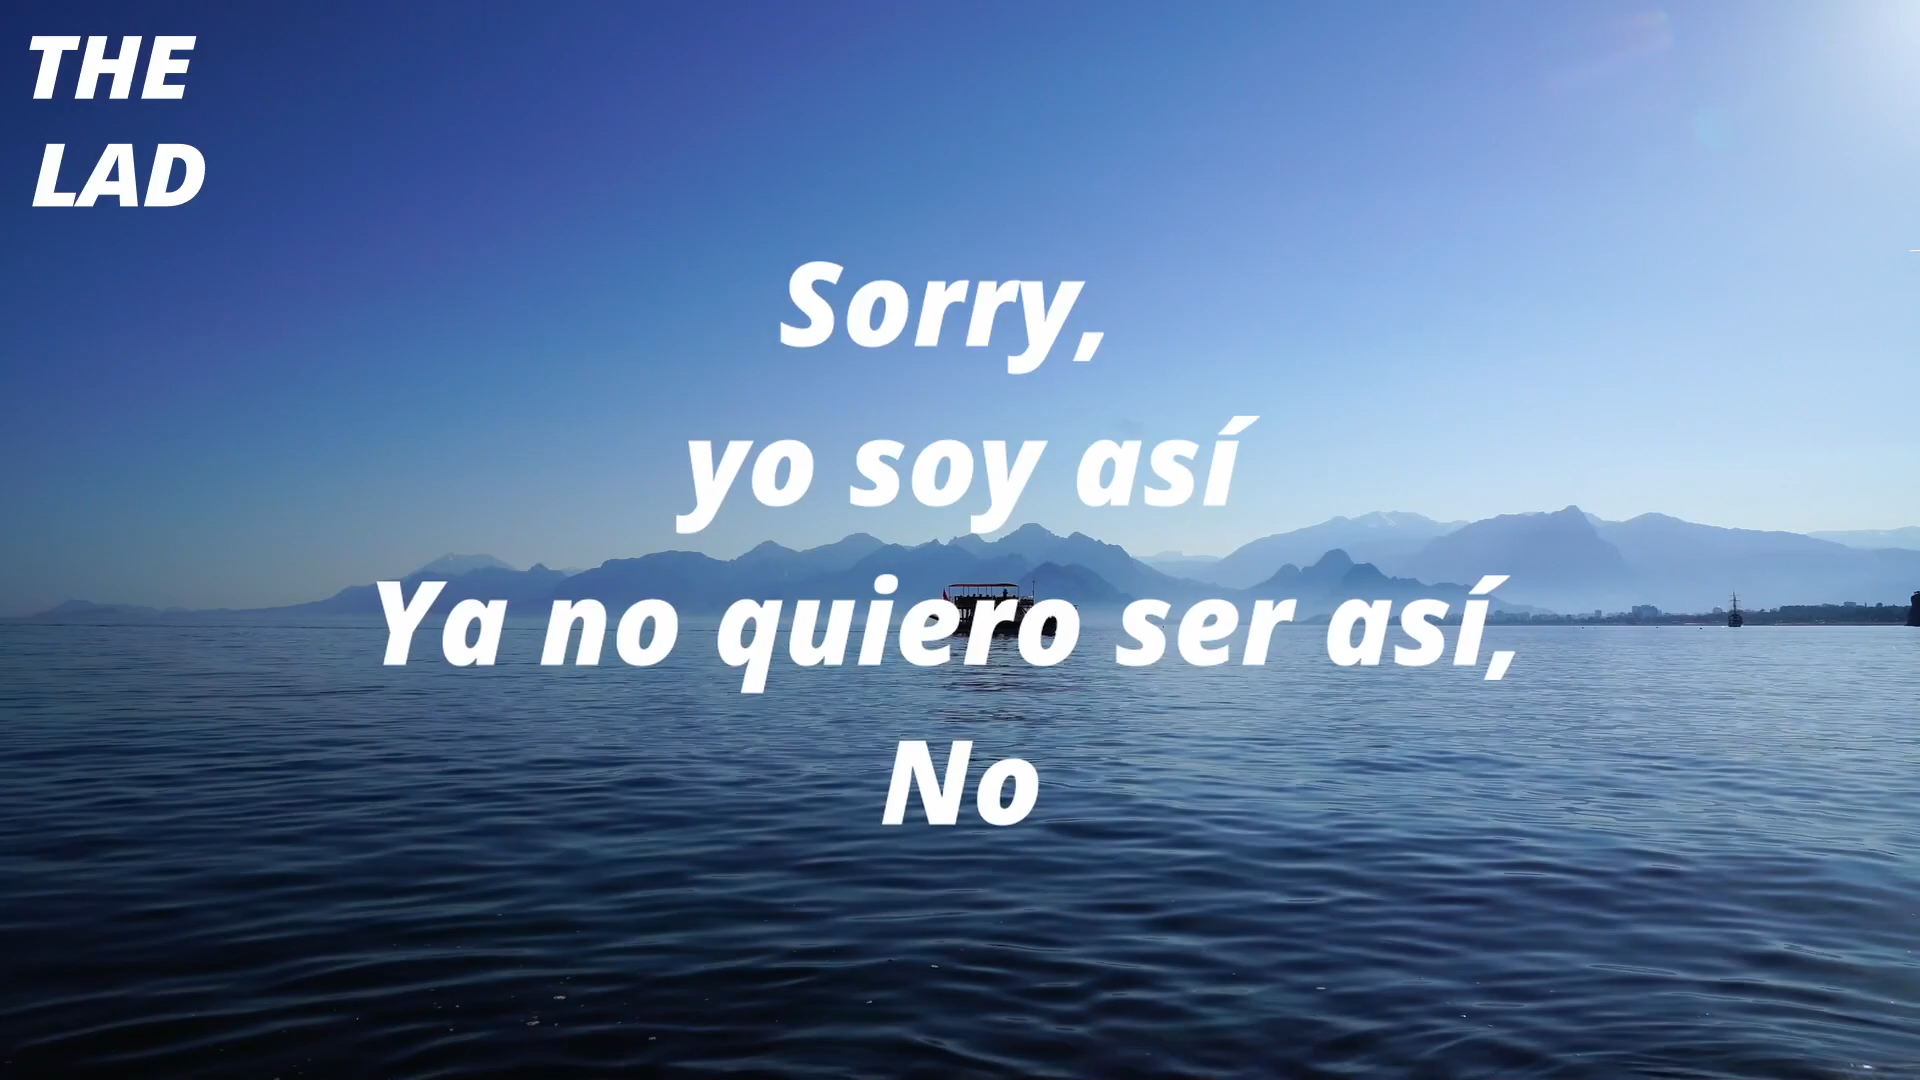 THE
LAD
Sorry,
yo soy así
Ya no quiero ser así,
No